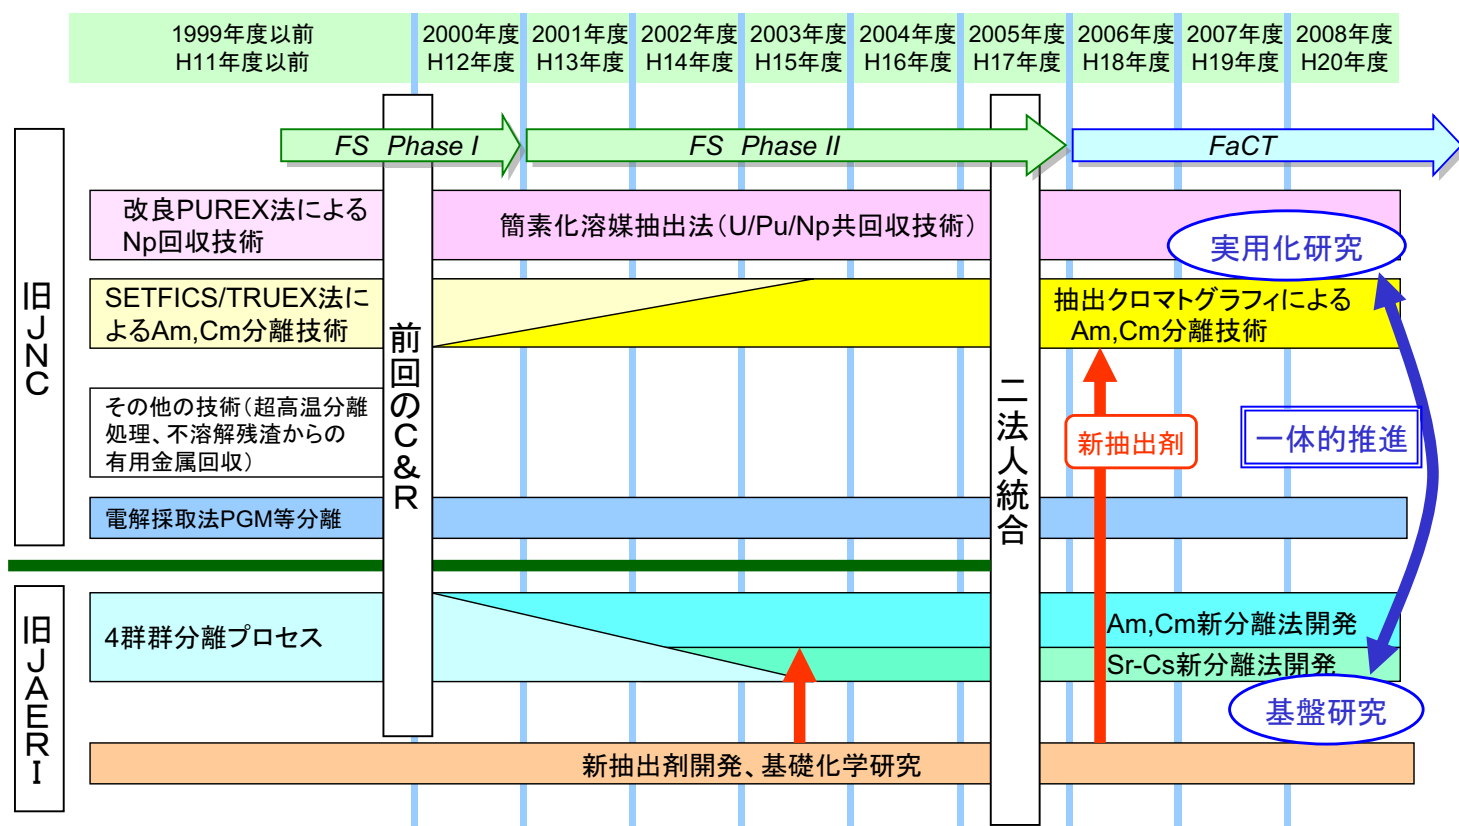 1999年度以前
H11年度以前
2000年度
H12年度
2001年度
H13年度
2002年度
H14年度
2003年度
H15年度
2004年度
H16年度
2005年度
H17年度
2006年度
H18年度
2007年度
H19年度
2008年度
H20年度
FS Phase I
FS Phase II
FaCT
旧JNC
改良PUREX法による
Np回収技術
簡素化溶媒抽出法（U/Pu/Np共回収技術）
実用化研究
SETFICS/TRUEX法に
よるAm,Cm分離技術
抽出クロマトグラフィによる
Am,Cm分離技術
前回のC&R
二法人統合
その他の技術（超高温分離
処理、不溶解残渣からの
有用金属回収）
新抽出剤
一体的推進
電解採取法PGM等分離
旧JAERI
4群群分離プロセス
Am,Cm新分離法開発
Sr-Cs新分離法開発
基盤研究
新抽出剤開発、基礎化学研究